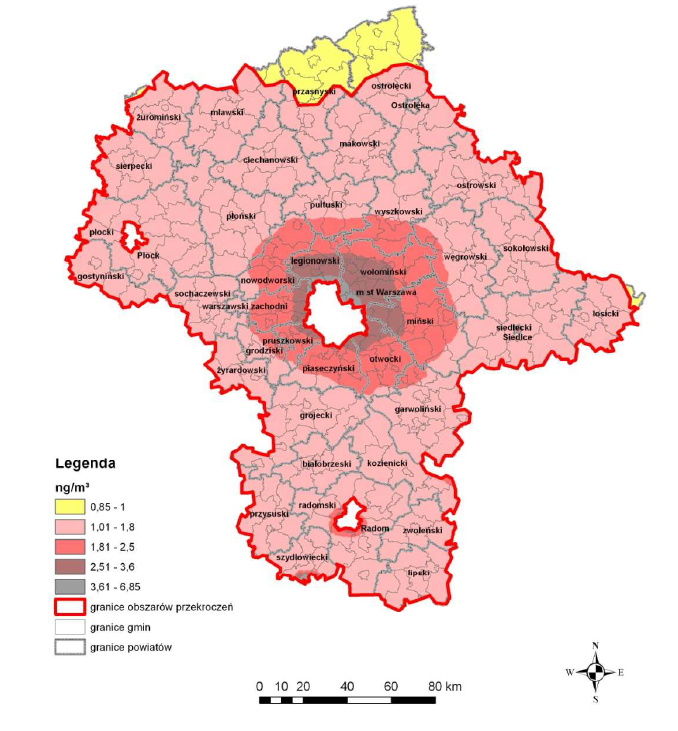 przasnyski
ostrołęcki
Ostrołęka
żuromiński
mławski
makowski
ciechanowski
sierpecki
ostrowski
pułtuski
wyszkowski
płoński
płocki
sokołowski
Płock
węgrowski
legionowski
wołomiński
gostyniński
nowodworski
sochaczewski
m st Warszawa
warszawski zachodni
łosicki
miński
siedlecki
Siedlce
pruszkowski
grodziski
otwocki
żyrardowski
piaseczyński
garwoliński
grojecki
białobrzeski
kozienicki
radomski
przysuski
Radom
zwoleński
szydłowiecki
lipski
Legenda
ng/m³
0,85 - 1
1,01 - 1,8
1,81 - 2,5
2,51 - 3,6
3,61 - 6,85
granice obszarów przekroczeń
granice gmin
granice powiatów
N
W E
S
0 10 20 40 60 80 km